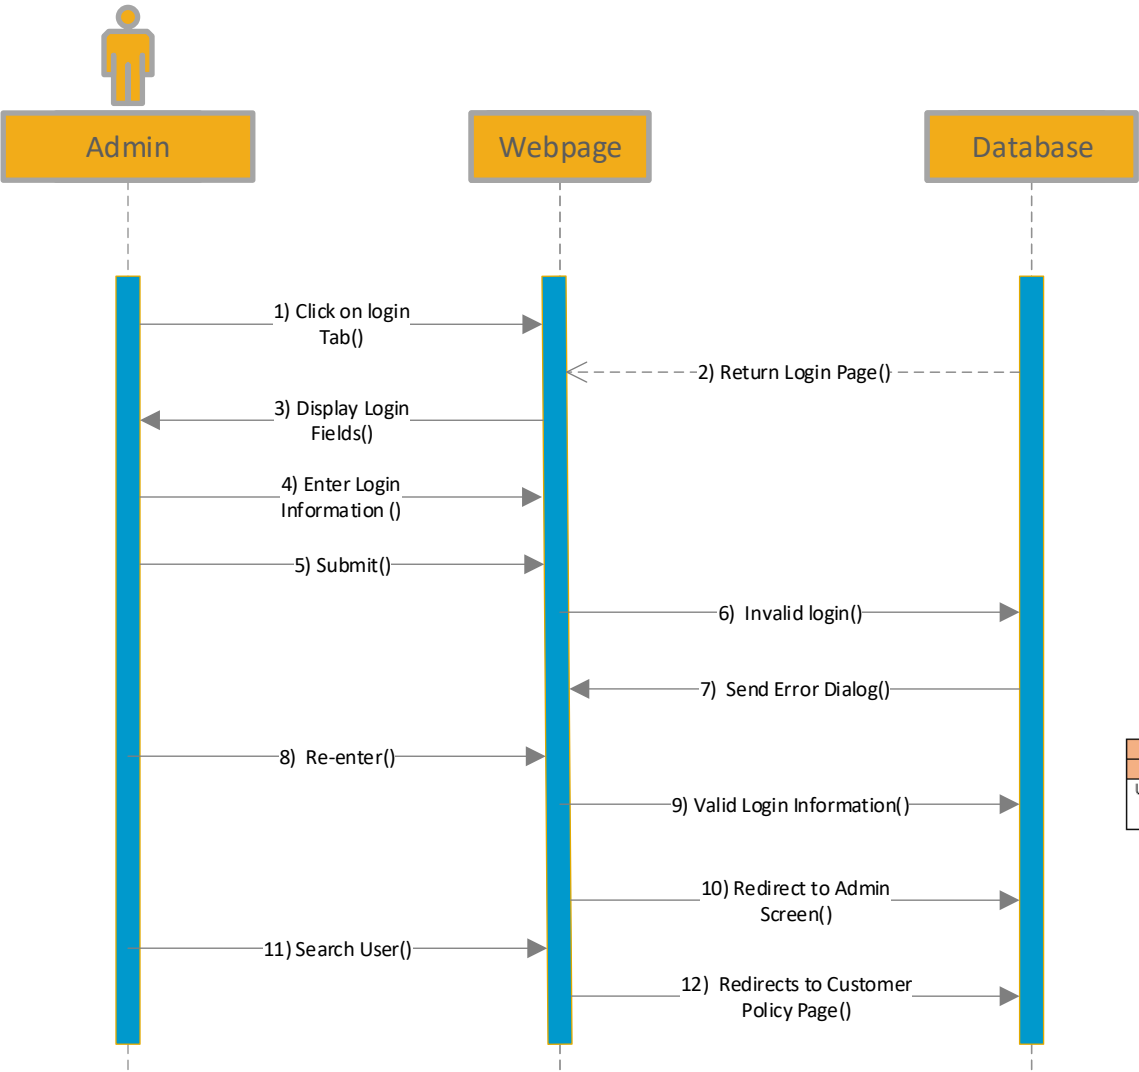 Admin
Webpage
Database
1) Click on login
Tab()
2) Return Login Page()
3) Display Login
Fields()
4) Enter Login
Information ()
5) Submit()
6) Invalid login()
7) Send Error Dialog()
8) Re-enter()
9) Valid Login Information()
10) Redirect to Admin
Screen()
11) Search User()
12) Redirects to Customer
Policy Page()